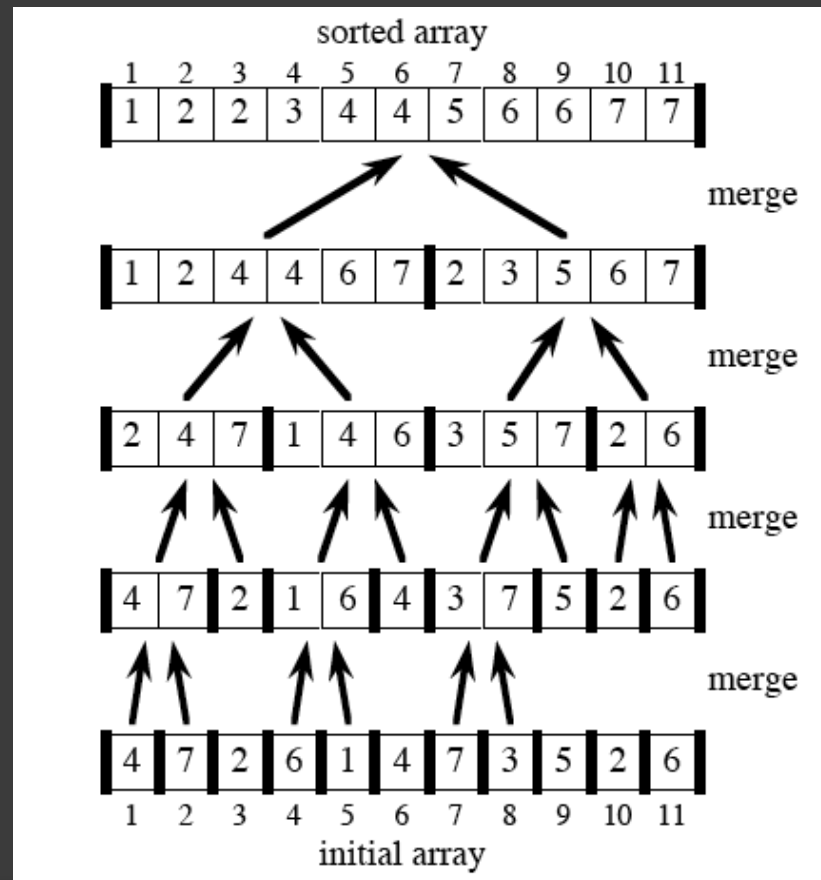 sorted array
1 2 3 4 5 6 7 8 9 10 11
1 2 2 3 4 4 5 6 6 7 7
merge
1 2 4 4 6 7 2 3 5 6 7
merge
2 4 7 1 4 6 3 5 7 2 6
merge
4 7 2 1 6 4 3 7 5 2 6
merge
4 7 2 6 1 4 7 3 5 2 6
1 2 3 4 5 6 7 8 9 10 11
initial array